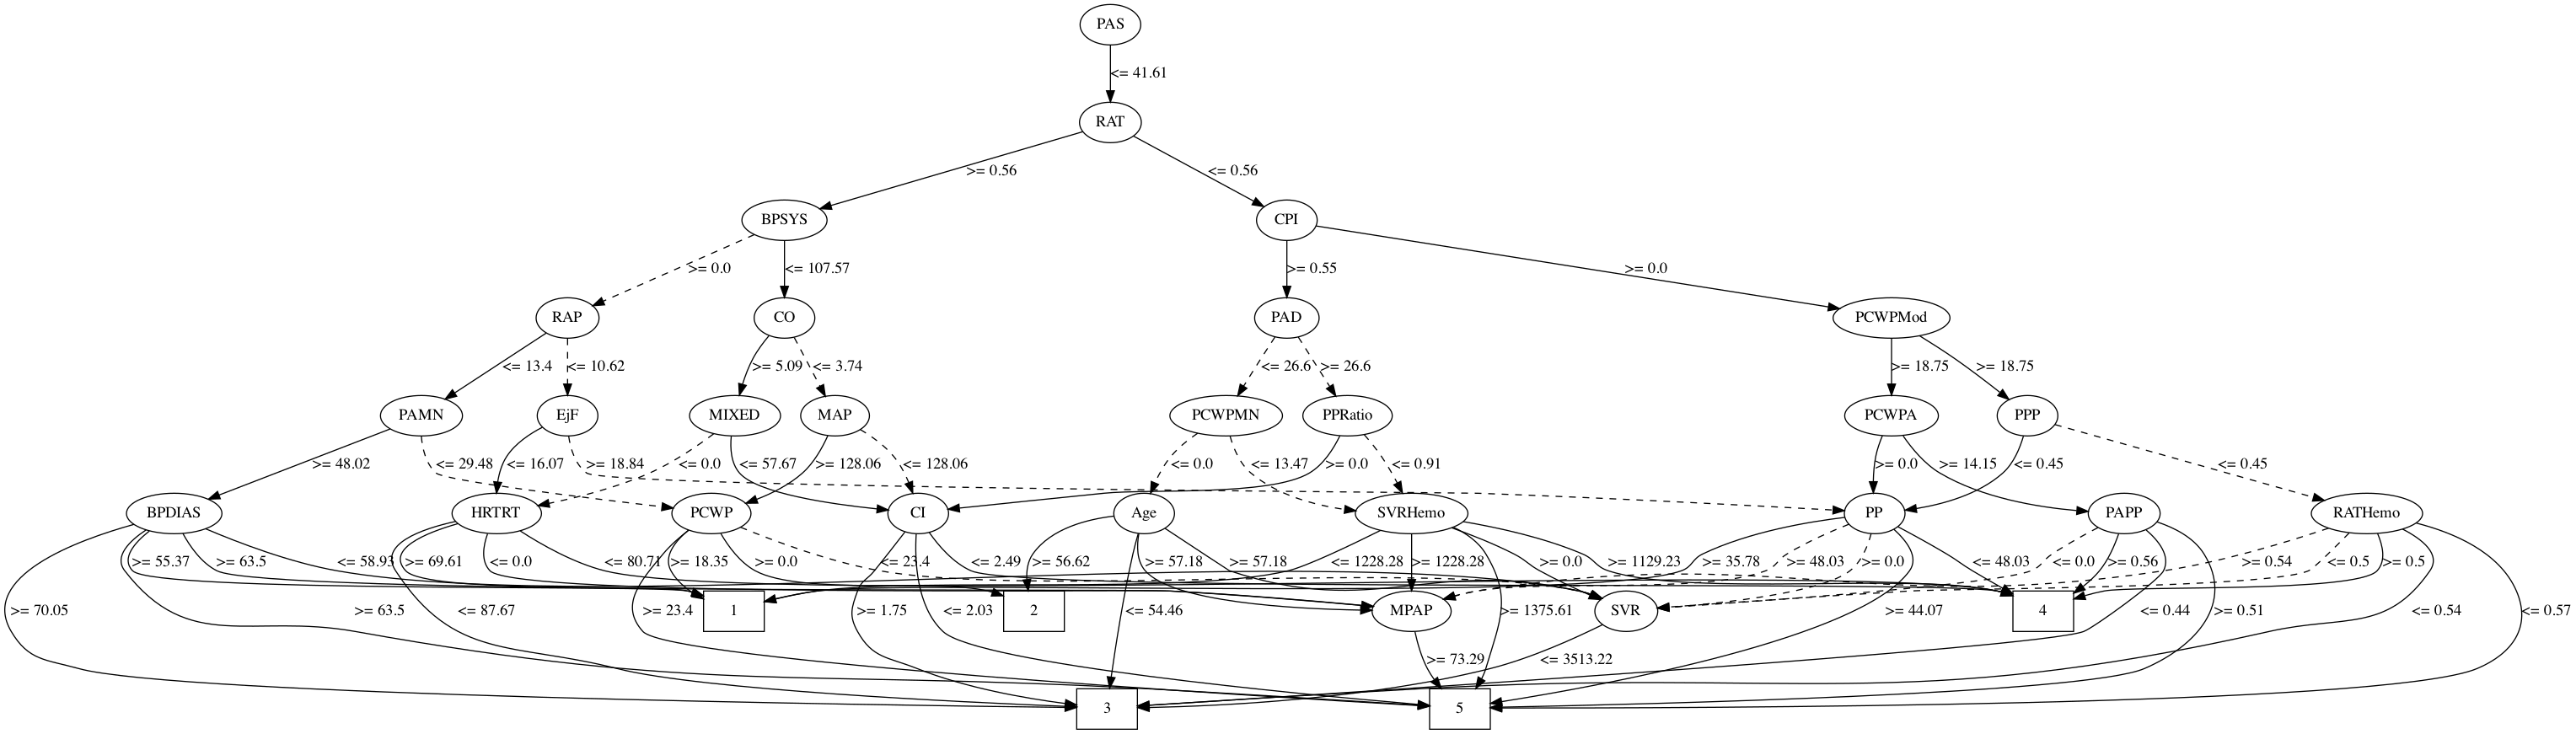 PAS
<= 41.61
RAT
>= 0.56
<= 0.56
BPSYS
CPI
>= 0.0
<= 107.57
>= 0.55
>= 0.0
RAP
CO
PAD
PCWPMod
<= 13.4
<= 10.62
>= 5.09
<= 3.74
<= 26.6
>= 26.6
>= 18.75
>= 18.75
PAMN
EjF
MIXED
MAP
PCWPMN
PPRatio
PCWPA
PPP
>= 48.02
<= 29.48
<= 16.07
>= 18.84
<= 0.0
<= 57.67
>= 128.06
<= 128.06
<= 0.0
<= 13.47
>= 0.0
<= 0.91
>= 0.0
>= 14.15
<= 0.45
<= 0.45
BPDIAS
HRTRT
PCWP
CI
Age
SVRHemo
PP
PAPP
RATHemo
>= 55.37
>= 63.5
<= 58.93
>= 69.61
<= 0.0
<= 80.71
>= 18.35
>= 0.0
<= 23.4
<= 2.49
>= 56.62
>= 57.18
>= 57.18
<= 1228.28
>= 1228.28
>= 0.0
>= 1129.23
>= 35.78
>= 48.03
>= 0.0
<= 48.03
<= 0.0
>= 0.56
>= 0.54
<= 0.5
>= 0.5
>= 70.05
>= 63.5
<= 87.67
>= 23.4
1
>= 1.75
<= 2.03
2
<= 54.46
MPAP
>= 1375.61
SVR
>= 44.07
4
<= 0.44
>= 0.51
<= 0.54
<= 0.57
>= 73.29
<= 3513.22
3
5